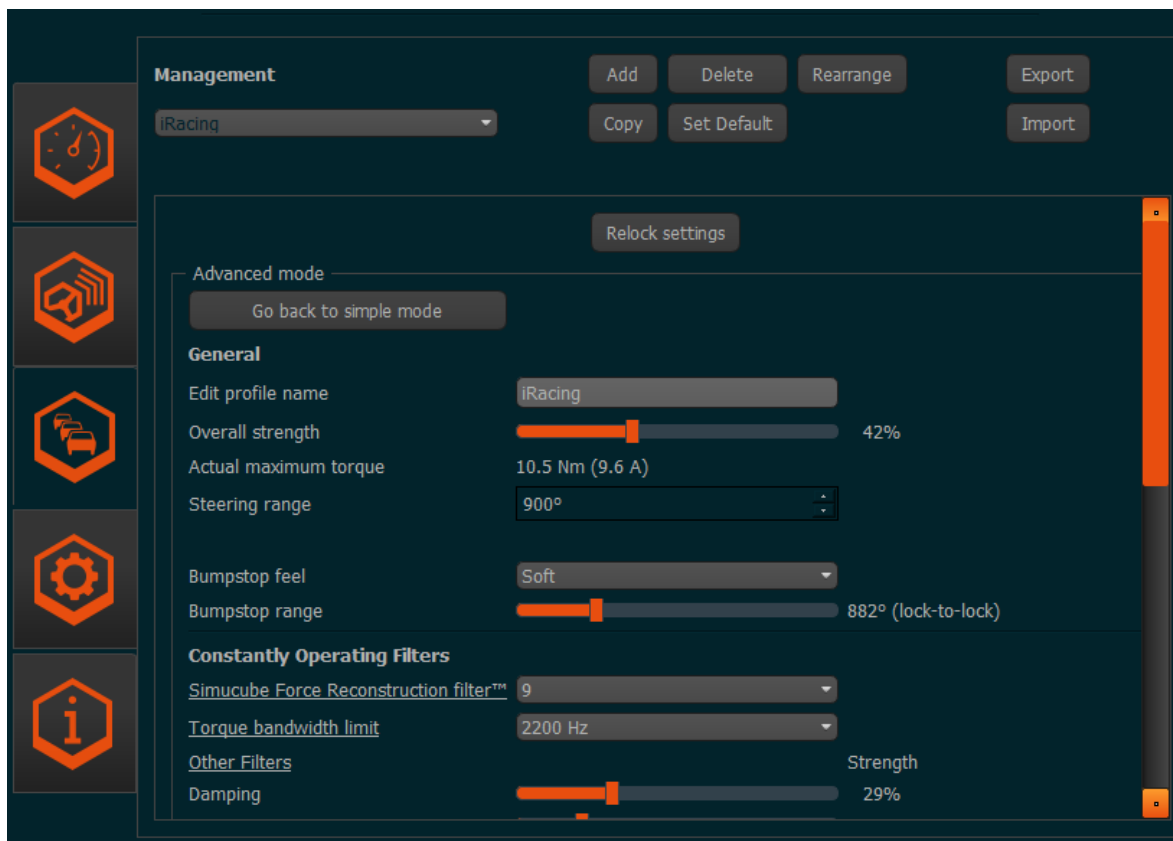 Management
Add Delete Rearrange Export
iRacing
Copy Set Default Import
Relock settings
Advanced mode
Go back to simple mode
General
Edit profile name iRacing
Overall strength 42%
Actual maximum torque 10.5 Nm (9.6 A)
Steering range 900º
Bumpstop feel Soft
Bumpstop range 882º (lock-to-lock)
Constantly Operating Filters
Simucube Force Reconstruction filter™ 9
Torque bandwidth limit 2200 Hz
Other Filters Strength
Damping 29%